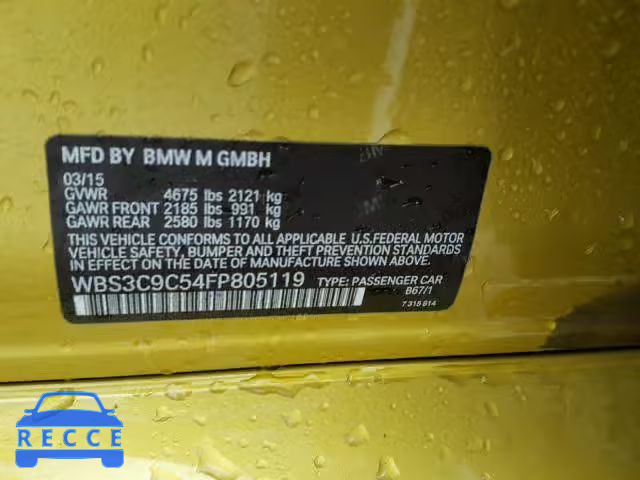 MFD BY BMW M GMBH
03/15
GVWR 4675 lbs 2121 kg
GAWR FRONT 2185 lbs 991 kg
GAWR REAR 2580 lbs 1170 kg
THIS VEHICLE CONFORMS TO ALL APPLICABLE U.S.FEDERAL MOTOR
VEHICLE SAFETY, BUMPER, AND THEFT PREVENTION STANDARDS
IN EFFECT ON THE DATE OF MANUFACTURE SHOWN ABOVE.
WBS3C9C54FP805119 TYPE: PASSENGER CAR
B67/1
7315814
RECCE